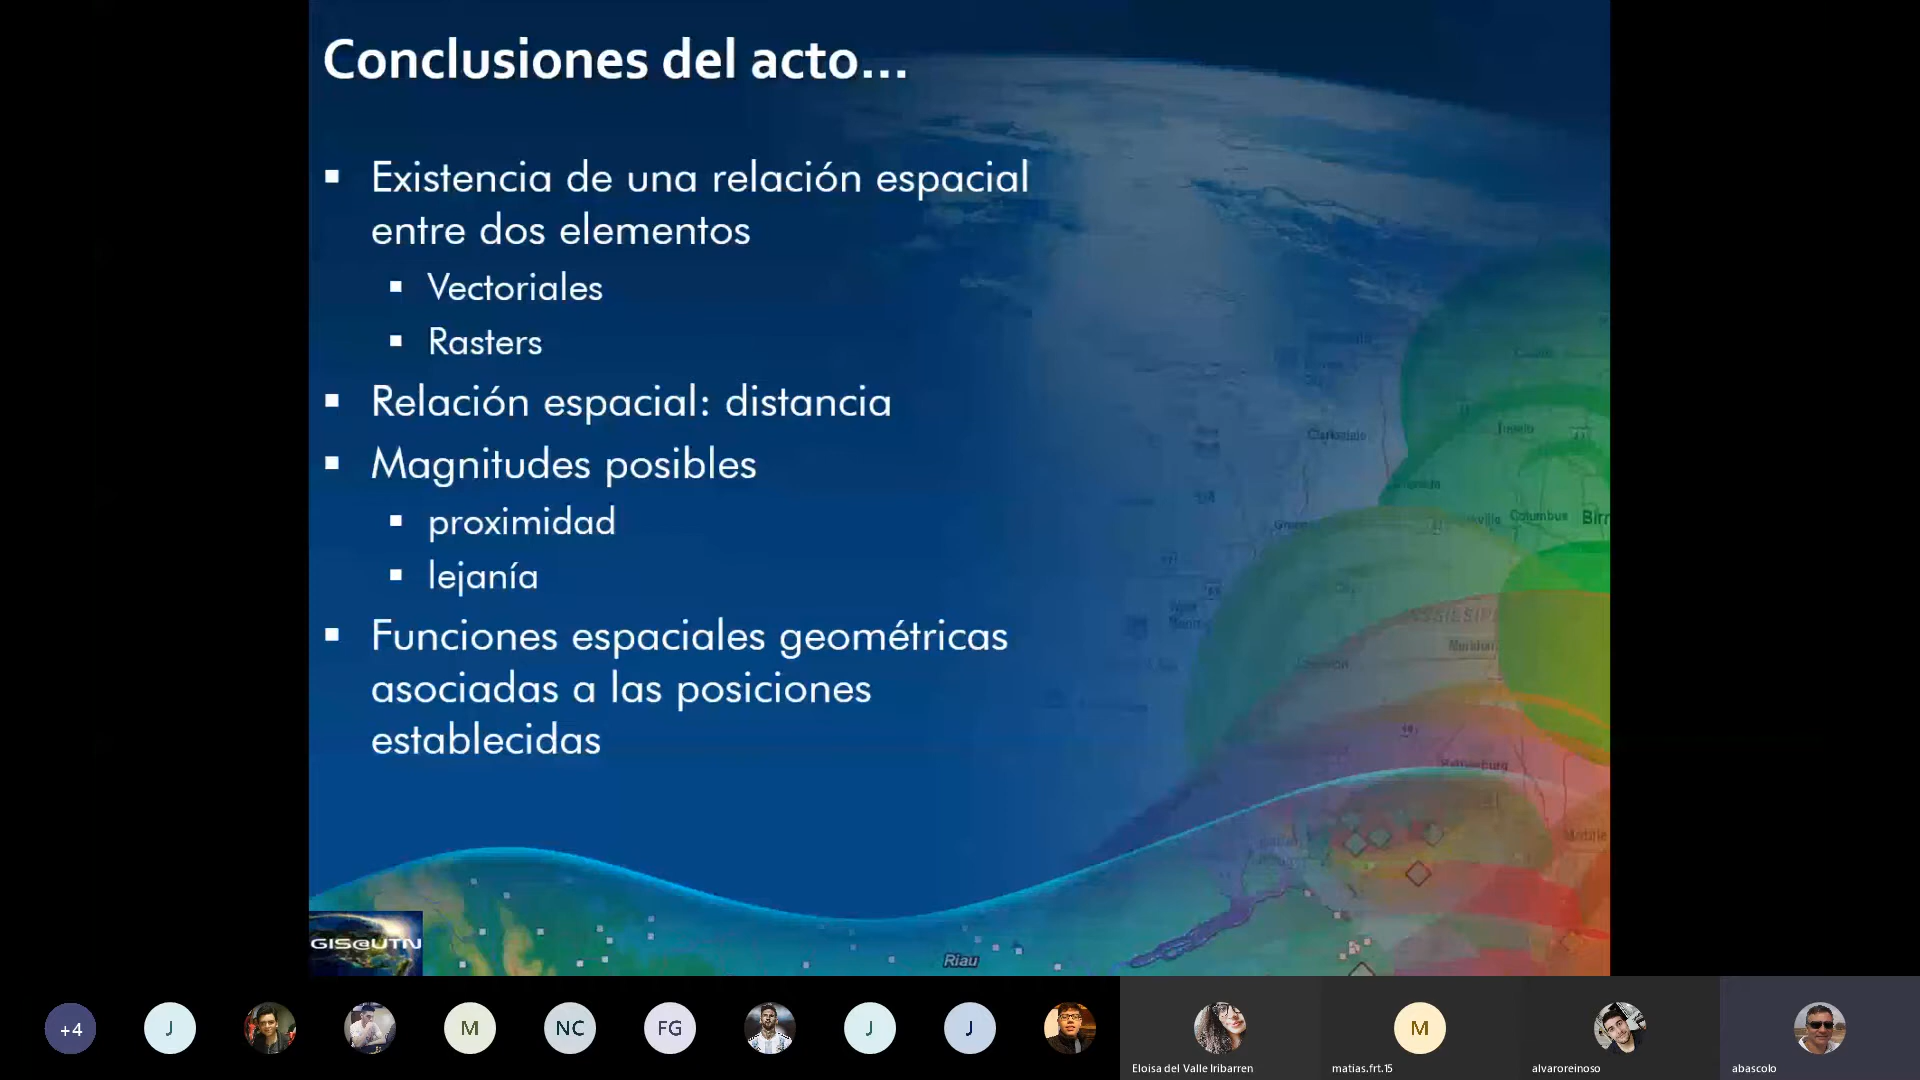 Conclusiones del acto...
▪ Existencia de una relación espacial
entre dos elementos
▪ Vectoriales
▪ Rasters
▪ Relación espacial: distancia
▪ Magnitudes posibles
▪ proximidad
▪ lejanía
▪ Funciones espaciales geométricas
asociadas a las posiciones
establecidas
Columbus
Meridian
GIS@UTN
Riau
+4
J
M
NC
FG
J
J
M
Eloisa del Valle Iribarren
matias.frt.15
alvaroreinoso
abascolo